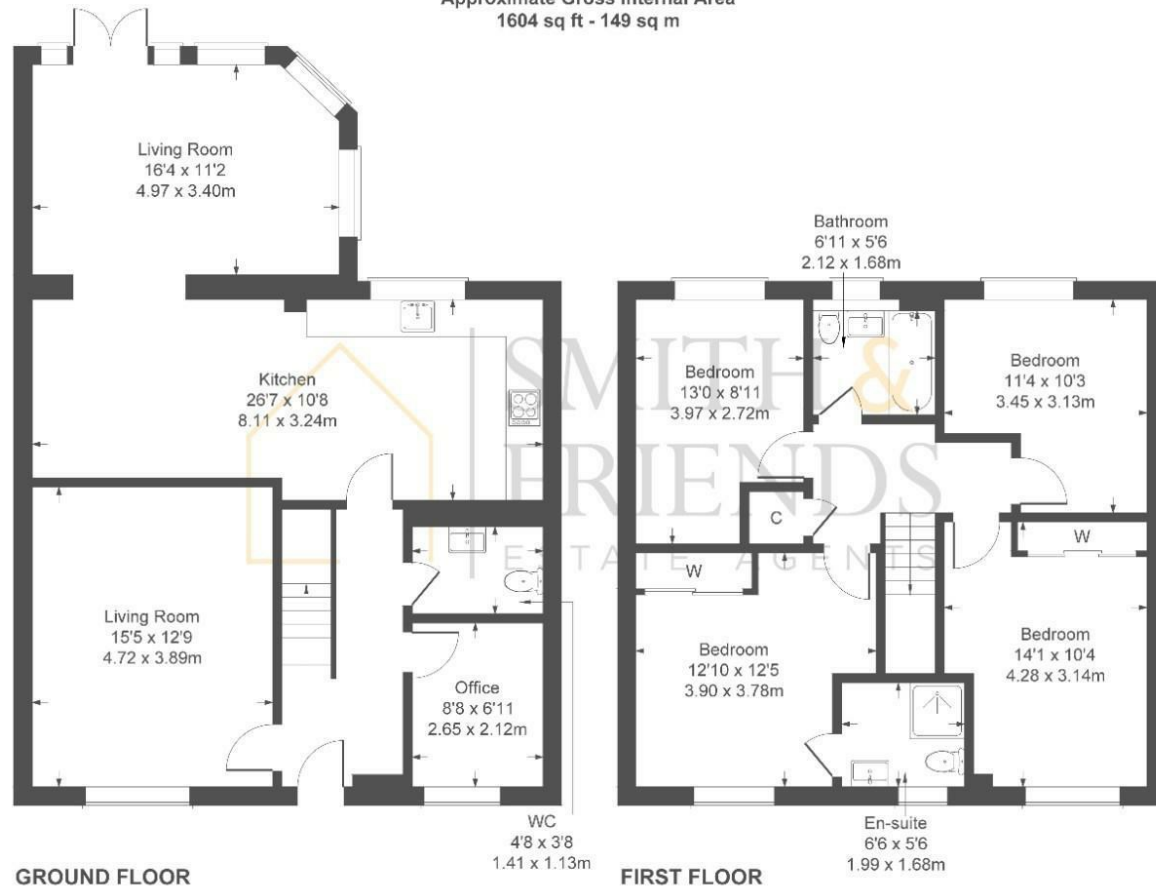 Approximate Gross Internal Area
1604 sq ft - 149 sq m
Living Room
16'4 x 11'2
4.97 x 3.40m
Kitchen
26'7 x 10'8
8.11 x 3.24m
Living Room
15'5 x 12'9
4.72 x 3.89m
Office
8'8 x 6'11
2.65 x 2.12m
WC
4'8 x 3'8
1.41 x 1.13m
GROUND FLOOR
Bathroom
6'11 x 5'6
2.12 x 1.68m
Bedroom
13'0 x 8'11
3.97 x 2.72m
Bedroom
11'4 x 10'3
3.45 x 3.13m
C
W
W
Bedroom
12'10 x 12'5
3.90 x 3.78m
Bedroom
14'1 x 10'4
4.28 x 3.14m
En-suite
6'6 x 5'6
1.99 x 1.68m
FIRST FLOOR
SMITH &
FRIENDS
ESTATE AGENTS